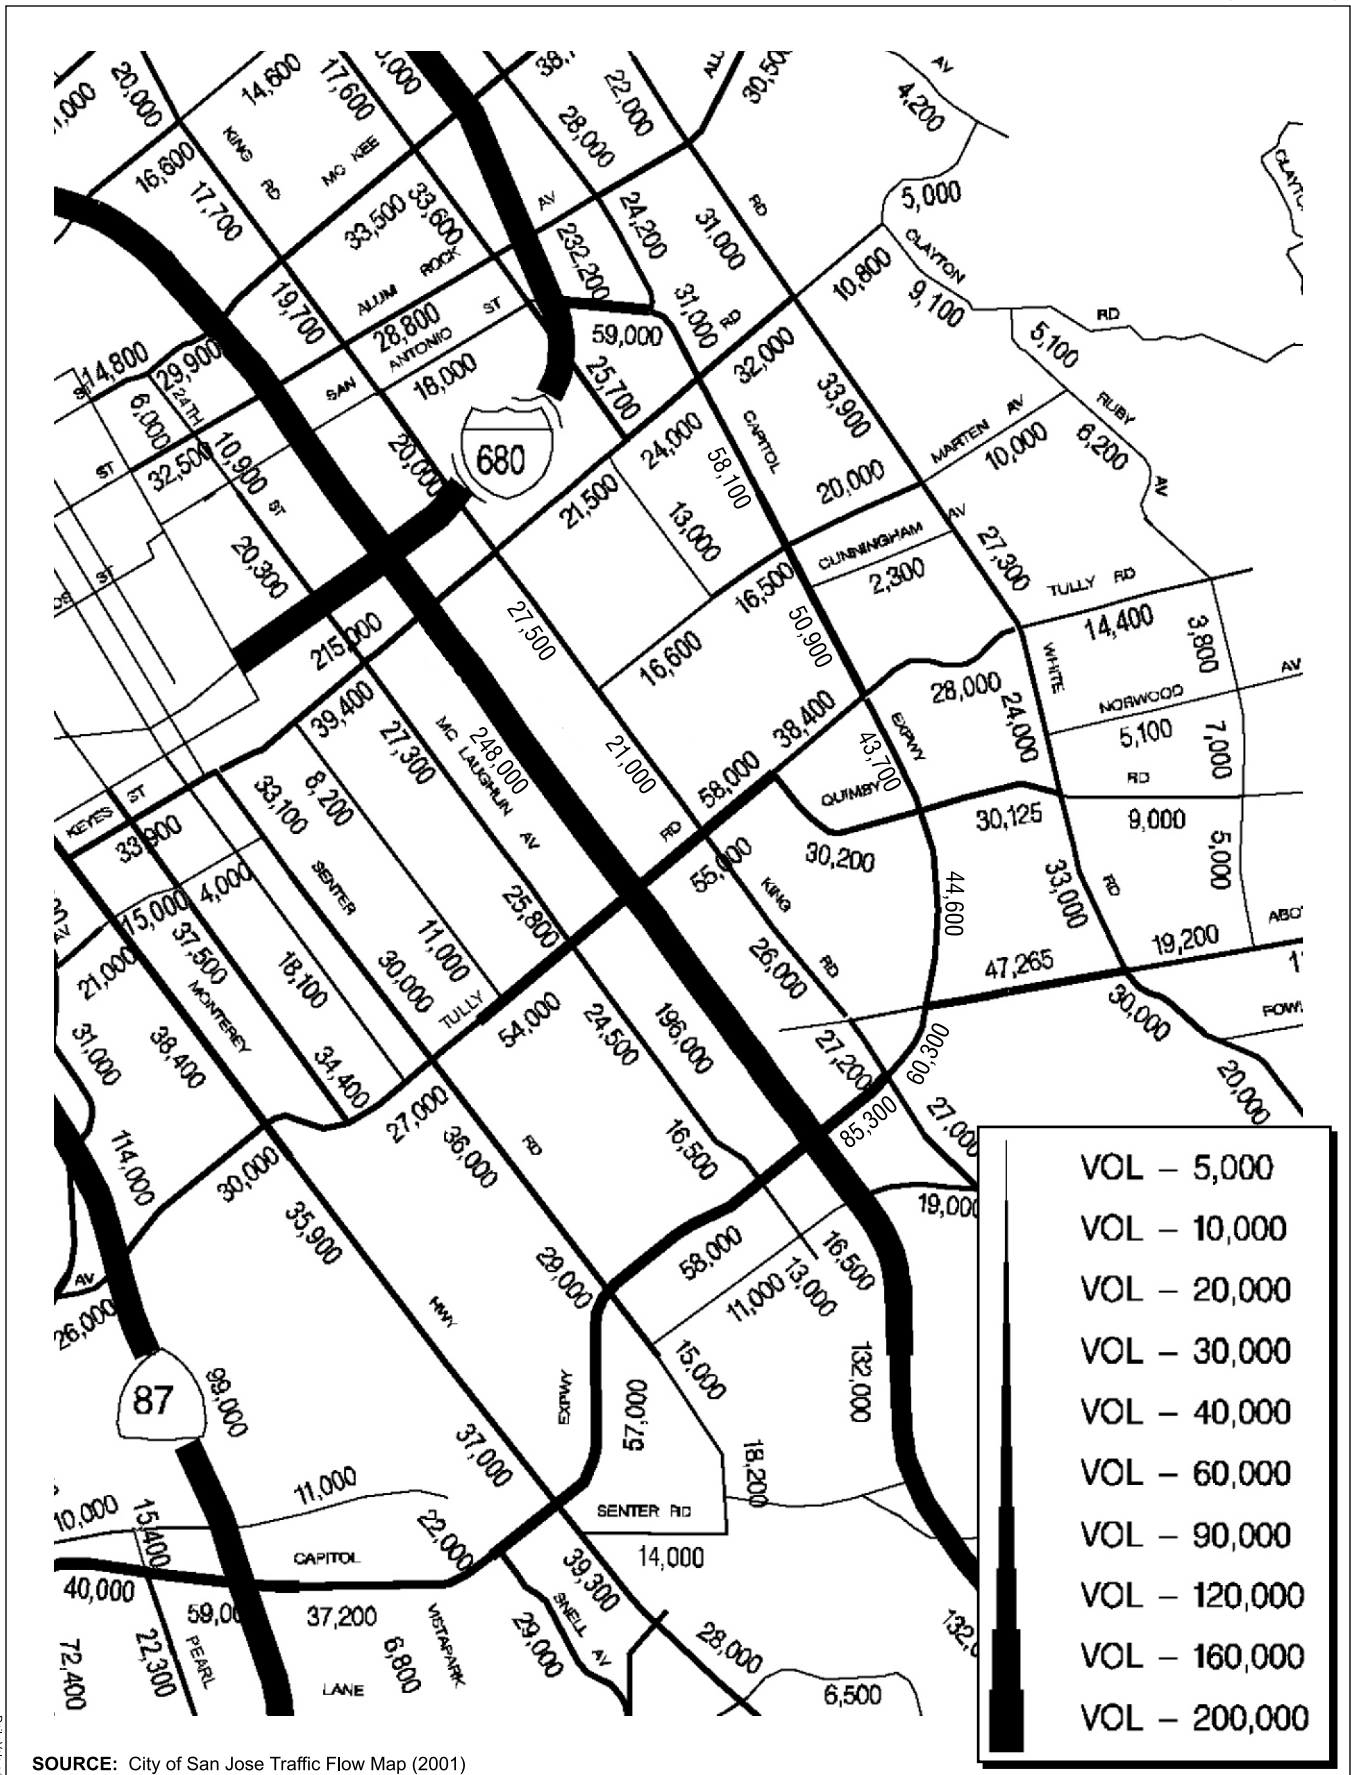 20,000
14,600
17,600
22,000
28,000
30,500
AV
4,200
KING
RD
MC KEE
16,600
17,700
33,500
33,600
AV
24,200
31,000
RD
5,000
CLAYTON
9,100
RD
10,800
232,200
19,700
ALUM
ROCK
28,800
SAN
ANTONIO
ST
18,000
59,000
31,000
RD
32,000
5,100
RUBY
6,200
AV
14,800
29,900
24TH
ST
6,000
10,900
32,500
ST
ST
20,000
680
25,700
24,000
CAPITOL
58,100
33,900
MARTEN
AV
10,000
20,000
21,500
13,000
CUNNINGHAM
AV
2,300
27,300
TULLY RD
14,400
3,800
20,300
ST
215,000
27,500
16,500
16,600
50,900
WHITE
28,000
24,000
NORWOOD
AV
5,100
7,000
39,400
27,300
MC LAUGHLIN
AV
248,000
21,000
38,400
58,000
EXPWY
43,700
QUIMBY
RD
30,125
9,000
5,000
KEYES
ST
33,900
33,100
8,200
RD
55,000
30,200
KING
RD
44,600
33,000
RD
4,000
15,000
SENTER
25,800
AV
21,000
37,500
MONTEREY
18,100
30,000
11,000
TULLY
54,000
24,500
196,000
26,000
47,265
19,200
30,000
20,000
31,000
38,400
34,400
27,000
36,000
RD
16,500
27,200
60,300
85,300
27,000
114,000
30,000
35,900
HWY
29,000
58,000
19,000
16,500
13,000
11,000
AV
26,000
87
99,000
15,000
132,000
EXPWY
57,000
37,000
18,200
SENTER RD
14,000
10,000
15,400
11,000
CAPITOL
22,000
40,000
37,200
39,300
SNELL
AV
29,000
28,000
72,400
22,300
PEARL
6,800
VISTAPARK
LANE
6,500
VOL – 5,000
VOL – 10,000
VOL – 20,000
VOL – 30,000
VOL – 40,000
VOL – 60,000
VOL – 90,000
VOL – 120,000
VOL – 160,000
VOL – 200,000
SOURCE: City of San Jose Traffic Flow Map (2001)